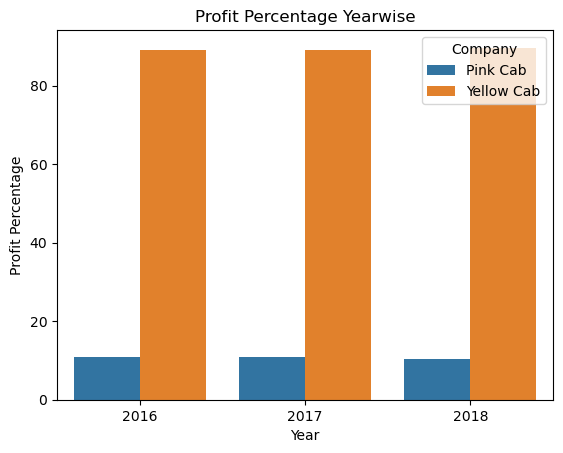 Profit Percentage Yearwise
Company
Pink Cab
Yellow Cab
Profit Percentage
80
60
40
20
0
2016 2017 2018
Year